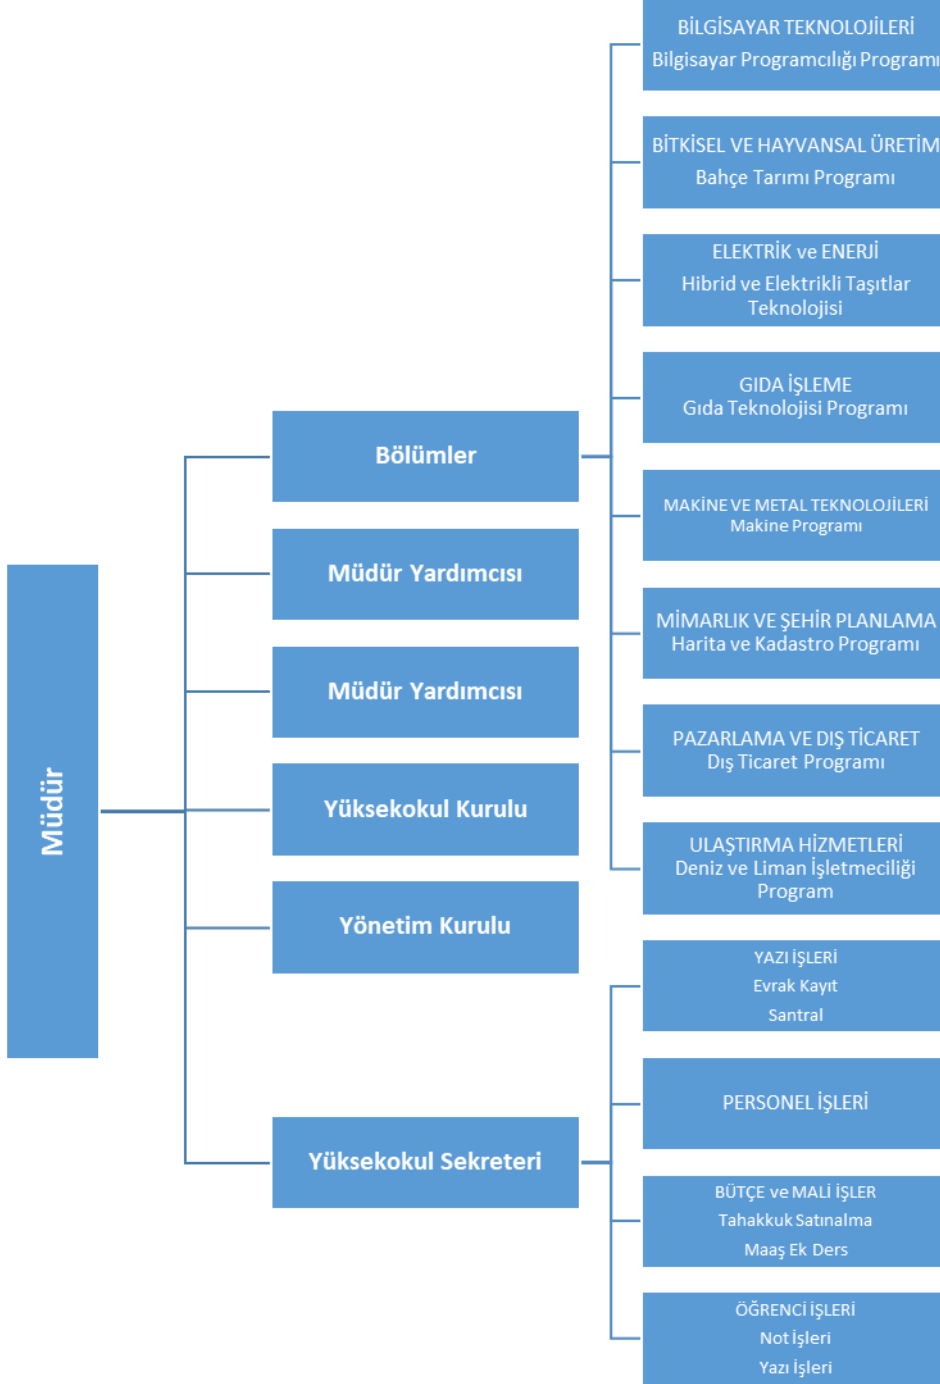 Müdür
Bölümler
Müdür Yardımcısı
Müdür Yardımcısı
Yüksekokul Kurulu
Yönetim Kurulu
Yüksekokul Sekreteri
BİLGİSAYAR TEKNOLOJİLERİ
Bilgisayar Programcılığı Programı
BİTKİSEL VE HAYVANSAL ÜRETİM
Bahçe Tarımı Programı
ELEKTRİK ve ENERJİ
Hibrid ve Elektrikli Taşıtlar
Teknolojisi
GIDA İŞLEME
Gıda Teknolojisi Programı
MAKİNE VE METAL TEKNOLOJİLERİ
Makine Programı
MİMARLIK VE ŞEHİR PLANLAMA
Harita ve Kadastro Programı
PAZARLAMA VE DIŞ TİCARET
Dış Ticaret Programı
ULAŞTIRMA HİZMETLERİ
Deniz ve Liman İşletmeciliği
Program
YAZI İŞLERİ
Evrak Kayıt
Santral
PERSONEL İŞLERİ
BÜTÇE ve MALİ İŞLER
Tahakkuk Satınalma
Maaş Ek Ders
ÖĞRENCİ İŞLERİ
Not İşleri
Yazı İşleri